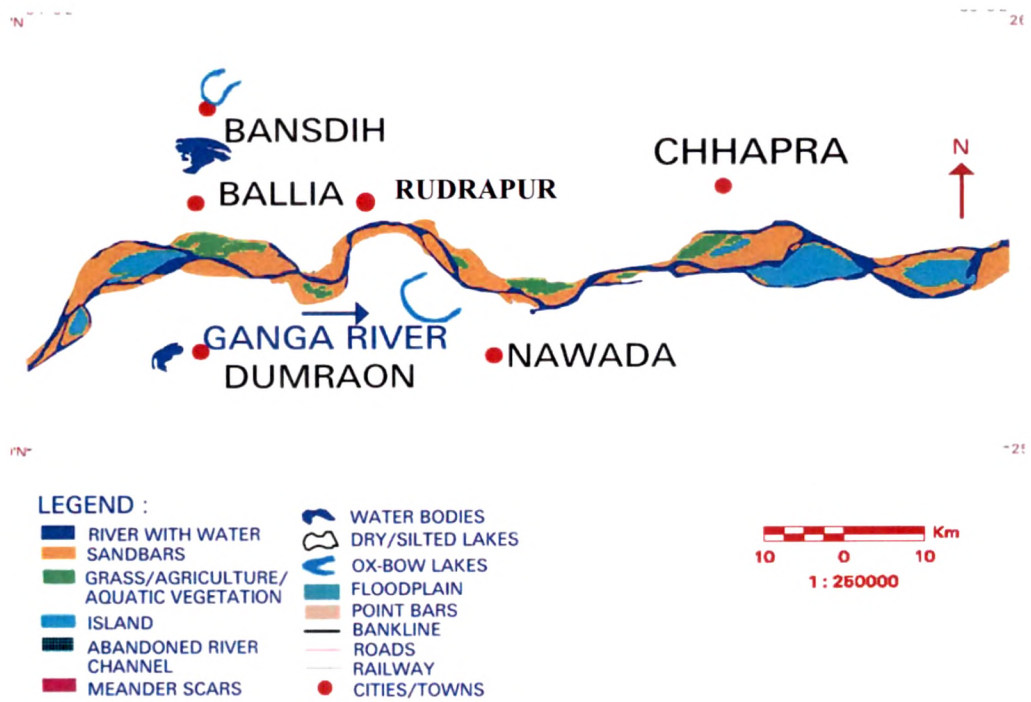 'N
26
BANSDIH
CHHAPRA
N
BALLIA
RUDRAPUR
GANGA RIVER
DUMRAON
NAWADA
'N
25
LEGEND :
RIVER WITH WATER
SANDBARS
GRASS/AGRICULTURE/
AQUATIC VEGETATION
ISLAND
ABANDONED RIVER
CHANNEL
MEANDER SCARS
WATER BODIES
DRY/SILTED LAKES
OX-BOW LAKES
FLOODPLAIN
POINT BARS
BANKLINE
ROADS
RAILWAY
CITIES/TOWNS
Km
10 0 10
1 : 250000